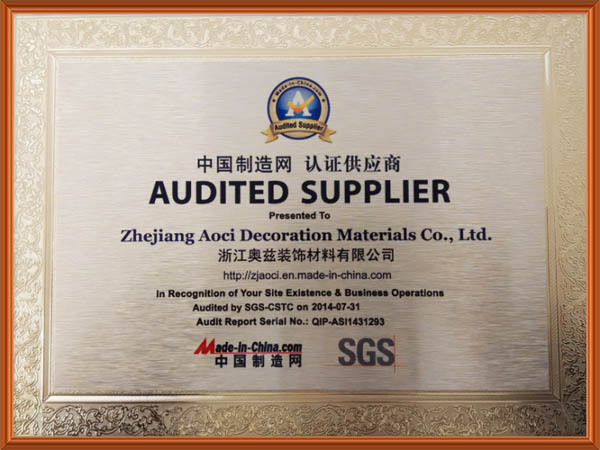 Made-in-China.com
Audited Supplier
中国制造网 认证供应商
AUDITED SUPPLIER
Presented To
Zhejiang Aoci Decoration Materials Co., Ltd.
浙江奥兹装饰材料有限公司
http://zjaoci.en.made-in-china.com/
In Recognition of Your Site Existence & Business Operations
Audited by SGS-CSTC on 2014-07-31
Audit Report Serial No.: QIP-ASI1431293
Made-in-China.com
中国制造网
SGS